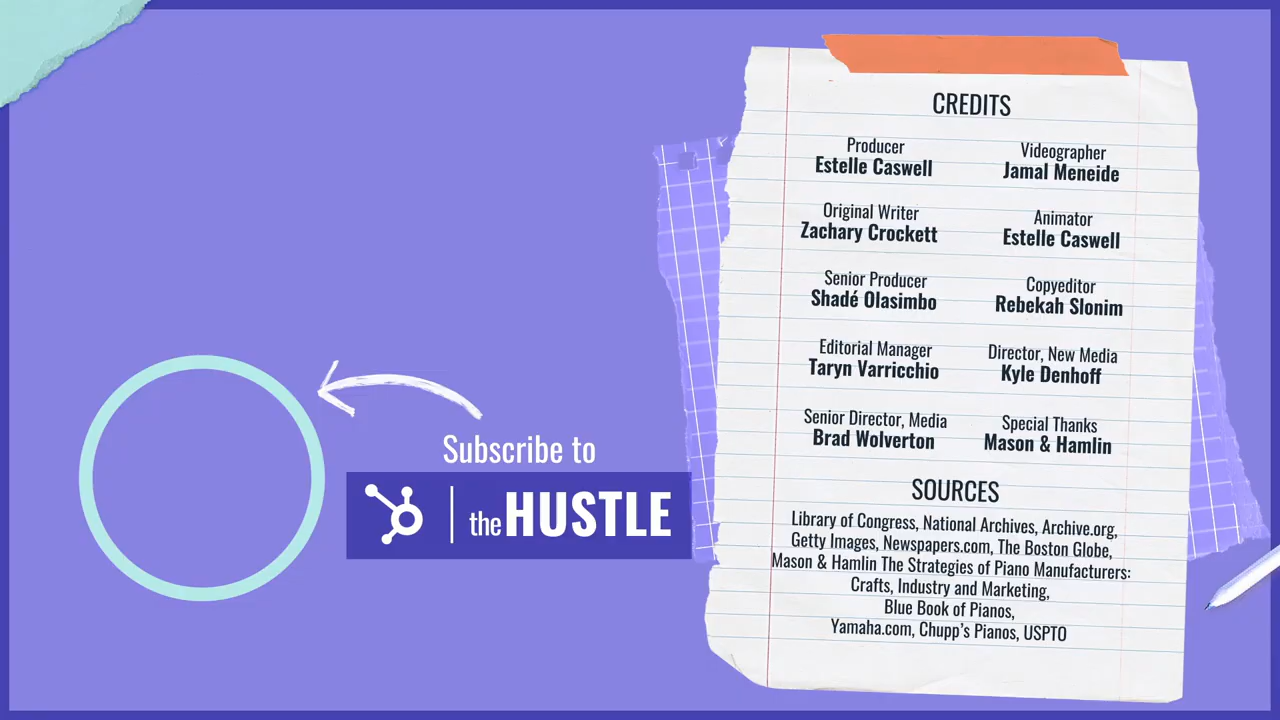 CREDITS
Producer
Estelle Caswell
Videographer
Jamal Meneide
Original Writer
Zachary Crockett
Animator
Estelle Caswell
Senior Producer
Shadé Olasimbo
Copyeditor
Rebekah Slonim
Editorial Manager
Taryn Varricchio
Director, New Media
Kyle Denhoff
Senior Director, Media
Brad Wolverton
Special Thanks
Mason & Hamlin
SOURCES
Library of Congress, National Archives, Archive.org,
Getty Images, Newspapers.com, The Boston Globe,
Mason & Hamlin The Strategies of Piano Manufacturers:
Crafts, Industry and Marketing,
Blue Book of Pianos,
Yamaha.com, Chupp's Pianos, USPTO
Subscribe to
the HUSTLE